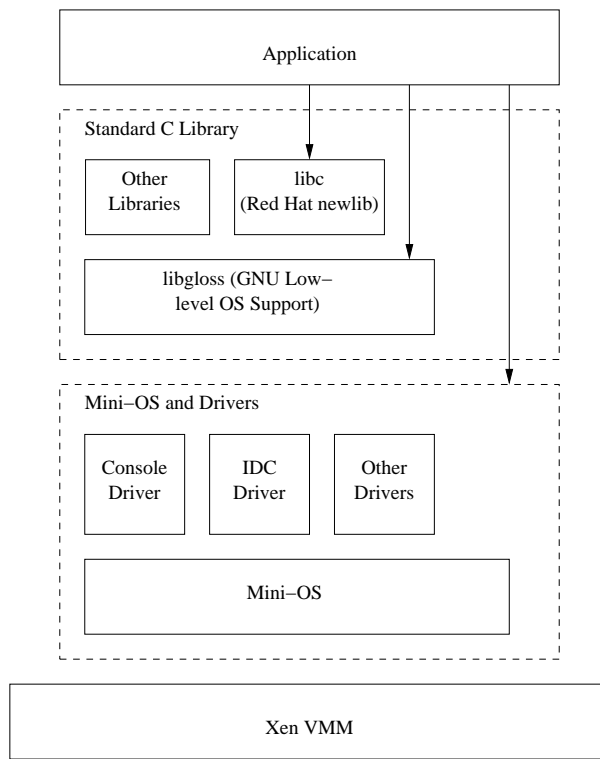 Application
Standard C Library
Other
Libraries
libc
(Red Hat newlib)
libgloss (GNU Low−
level OS Support)
Mini−OS and Drivers
Console
Driver
IDC
Driver
Other
Drivers
Mini−OS
Xen VMM